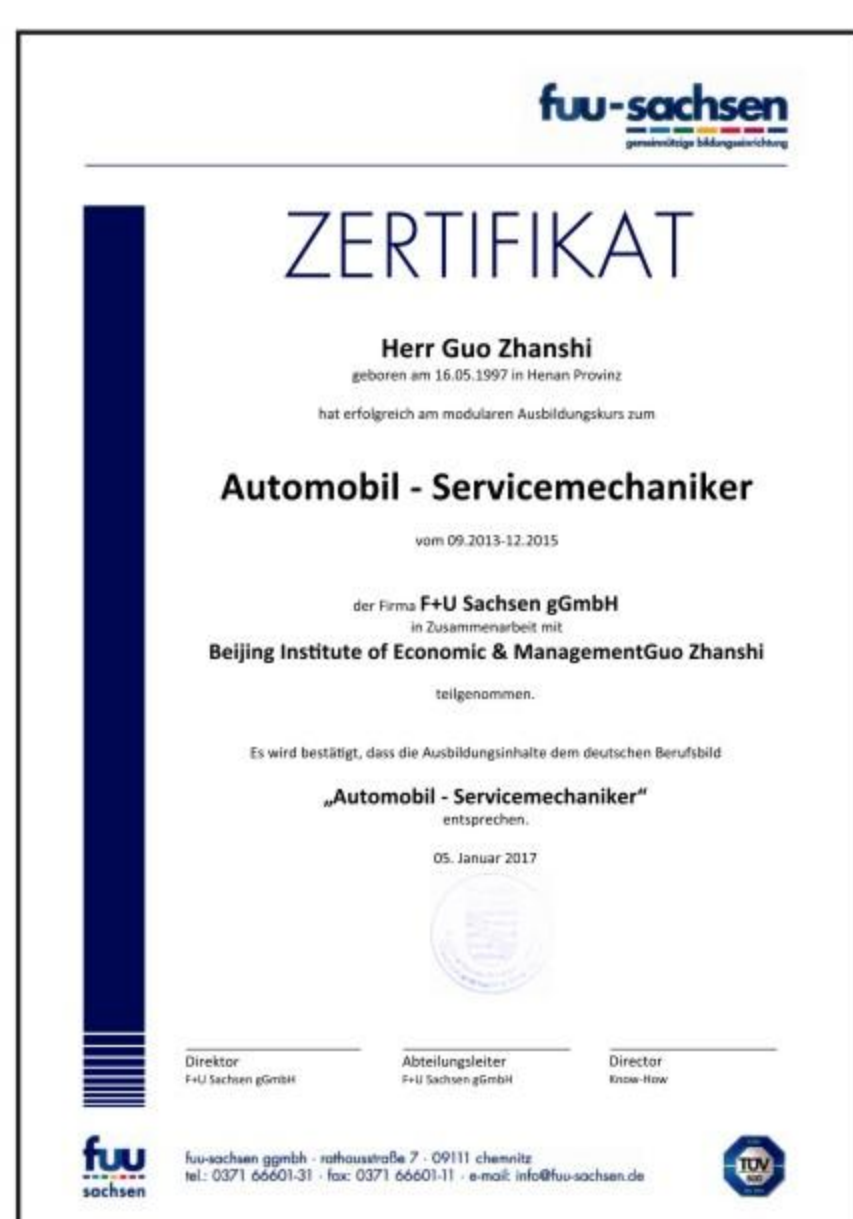 fuu-sachsen
gemeinnützige bildungseinrichtung
ZERTIFIKAT
Herr Guo Zhanshi
geboren am 16.05.1997 in Henan Provinz
hat erfolgreich am modularen Ausbildungskurs zum
Automobil - Servicemechaniker
vom 09.2013-12.2015
der Firma F+U Sachsen gGmbH
in Zusammenarbeit mit
Beijing Institute of Economic & ManagementGuo Zhanshi
teilgenommen.
Es wird bestätigt, dass die Ausbildungsinhalte dem deutschen Berufsbild
„Automobil - Servicemechaniker“
entsprechen.
05. Januar 2017
Direktor Abteilungsleiter Director
F+U Sachsen gGmbH F+U Sachsen gGmbH Know-How
fuu
sachsen
fuu-sachsen ggmbh · rathausstraße 7 · 09111 chemnitz
tel.: 0371 66601-31 · fax: 0371 66601-11 · e-mail: info@fuu-sachsen.de
TÜV